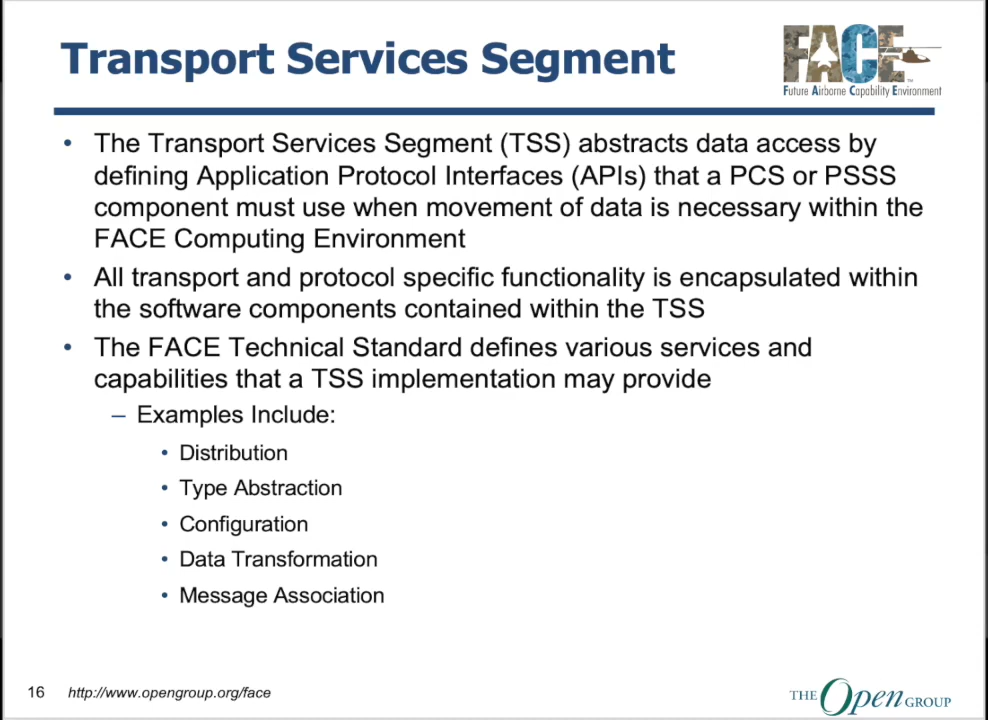 Transport Services Segment
FACE
™
Future Airborne Capability Environment
• The Transport Services Segment (TSS) abstracts data access by
defining Application Protocol Interfaces (APIs) that a PCS or PSSS
component must use when movement of data is necessary within the
FACE Computing Environment
• All transport and protocol specific functionality is encapsulated within
the software components contained within the TSS
• The FACE Technical Standard defines various services and
capabilities that a TSS implementation may provide
– Examples Include:
• Distribution
• Type Abstraction
• Configuration
• Data Transformation
• Message Association
16 http://www.opengroup.org/face
THE Open GROUP